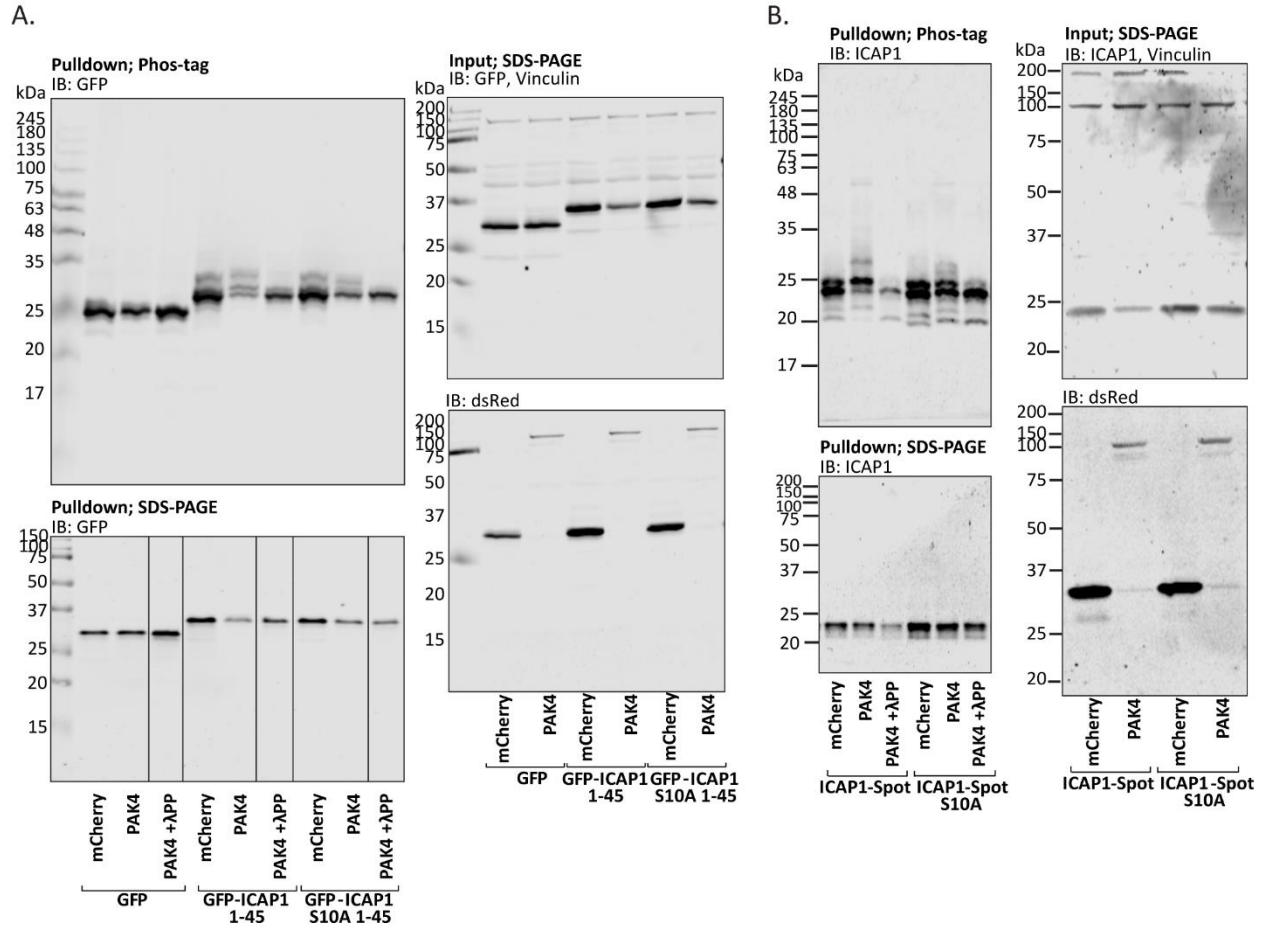 A.
Pulldown; Phos-tag
IB: GFP
kDa
245
180
135
100
75
63
48
35
25
20
17
Input; SDS-PAGE
IB: GFP, Vinculin
kDa
200
150
100
75
50
37
25
20
15
IB: dsRed
200
150
100
75
50
37
25
20
15
mCherry
PAK4
mCherry
PAK4
mCherry
PAK4
GFP
GFP-ICAP1
1-45
GFP-ICAP1
S10A 1-45
Pulldown; SDS-PAGE
IB: GFP
150
100
75
50
37
25
20
15
mCherry
PAK4
PAK4 +λPP
mCherry
PAK4
PAK4 +λPP
mCherry
PAK4
PAK4 +λPP
GFP
GFP-ICAP1
1-45
GFP-ICAP1
S10A 1-45
B.
Pulldown; Phos-tag
IB: ICAP1
kDa
245
180
135
100
75
63
48
35
25
20
17
Pulldown; SDS-PAGE
IB: ICAP1
200
150
100
75
50
37
25
20
mCherry
PAK4
PAK4 +λPP
mCherry
PAK4
PAK4 +λPP
ICAP1-Spot
ICAP1-Spot
S10A
Input; SDS-PAGE
IB: ICAP1, Vinculin
kDa
200
150
100
75
50
37
25
20
IB: dsRed
200
150
100
75
50
37
25
20
mCherry
PAK4
mCherry
PAK4
ICAP1-Spot
ICAP1-Spot
S10A